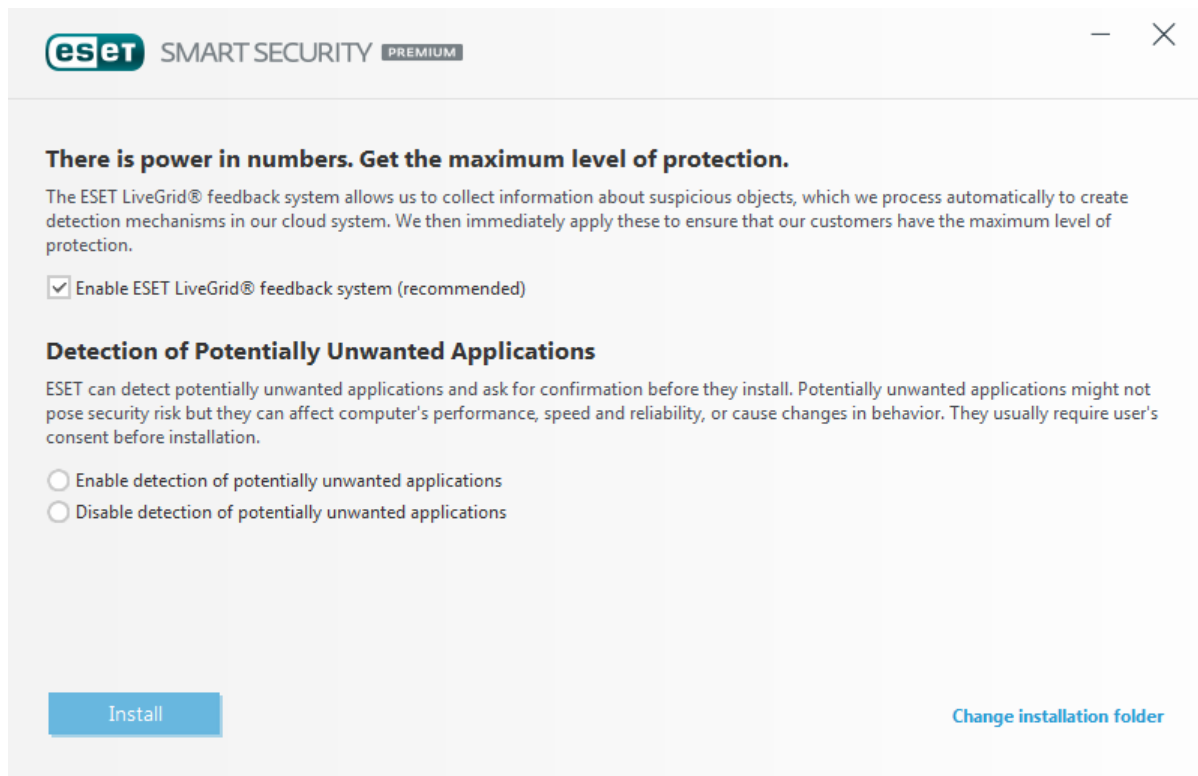 eset SMART SECURITY PREMIUM
There is power in numbers. Get the maximum level of protection.
The ESET LiveGrid® feedback system allows us to collect information about suspicious objects, which we process automatically to create
detection mechanisms in our cloud system. We then immediately apply these to ensure that our customers have the maximum level of
protection.
Enable ESET LiveGrid® feedback system (recommended)
Detection of Potentially Unwanted Applications
ESET can detect potentially unwanted applications and ask for confirmation before they install. Potentially unwanted applications might not
pose security risk but they can affect computer's performance, speed and reliability, or cause changes in behavior. They usually require user's
consent before installation.
Enable detection of potentially unwanted applications
Disable detection of potentially unwanted applications
Install
Change installation folder